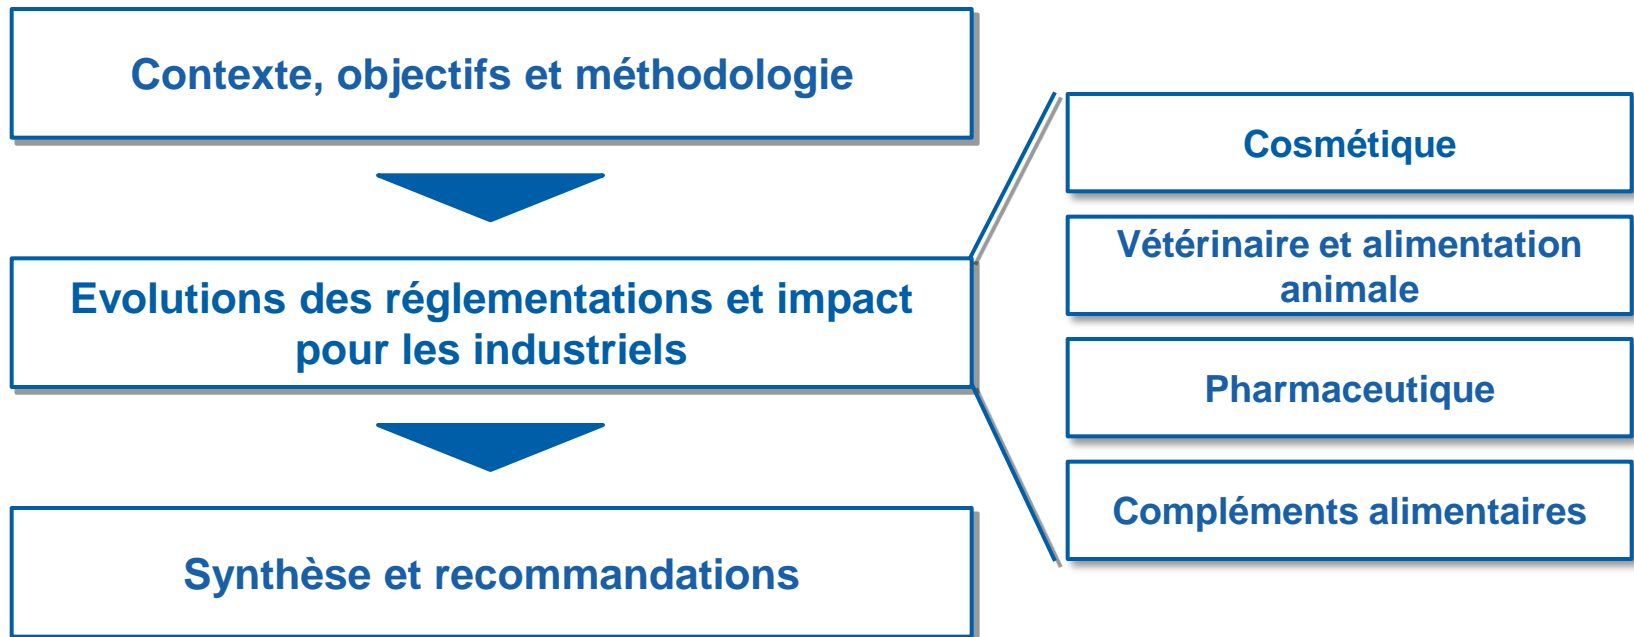 Contexte, objectifs et méthodologie
Evolutions des réglementations et impact
pour les industriels
Synthèse et recommandations
Cosmétique
Vétérinaire et alimentation
animale
Pharmaceutique
Compléments alimentaires